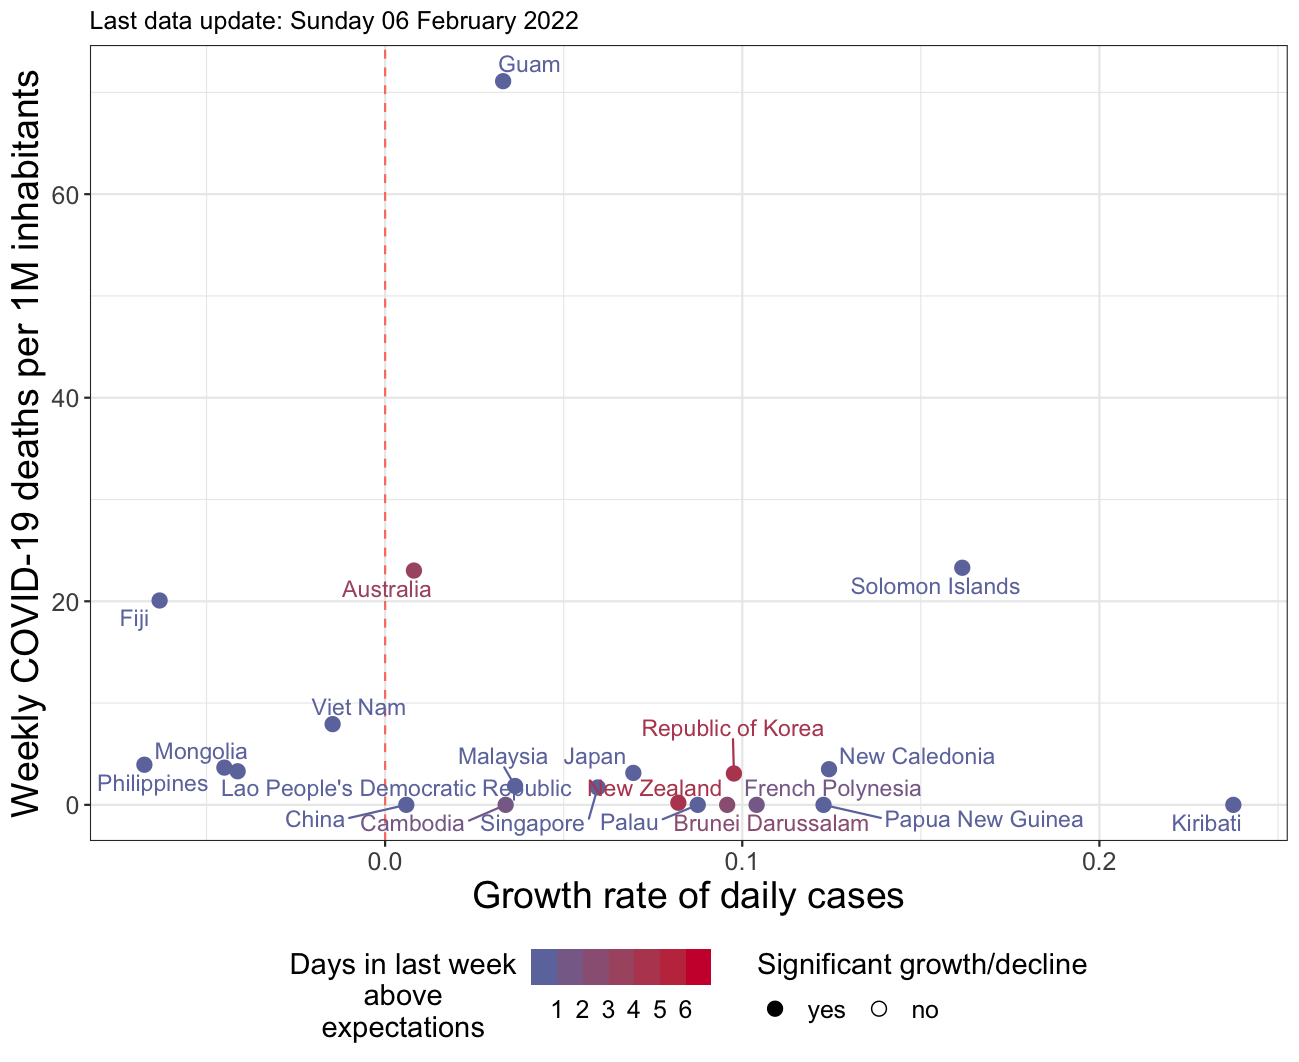 Last data update: Sunday 06 February 2022
Weekly COVID-19 deaths per 1M inhabitants
60
40
20
0
Guam
Australia
Solomon Islands
Fiji
Viet Nam
Republic of Korea
Mongolia
Malaysia
Japan
New Caledonia
Philippines
Lao People's Democratic Republic
New Zealand
French Polynesia
China
Cambodia
Singapore
Palau
Brunei Darussalam
Papua New Guinea
Kiribati
0.0
0.1
0.2
Growth rate of daily cases
Days in last week
above
expectations
1 2 3 4 5 6
Significant growth/decline
yes
no